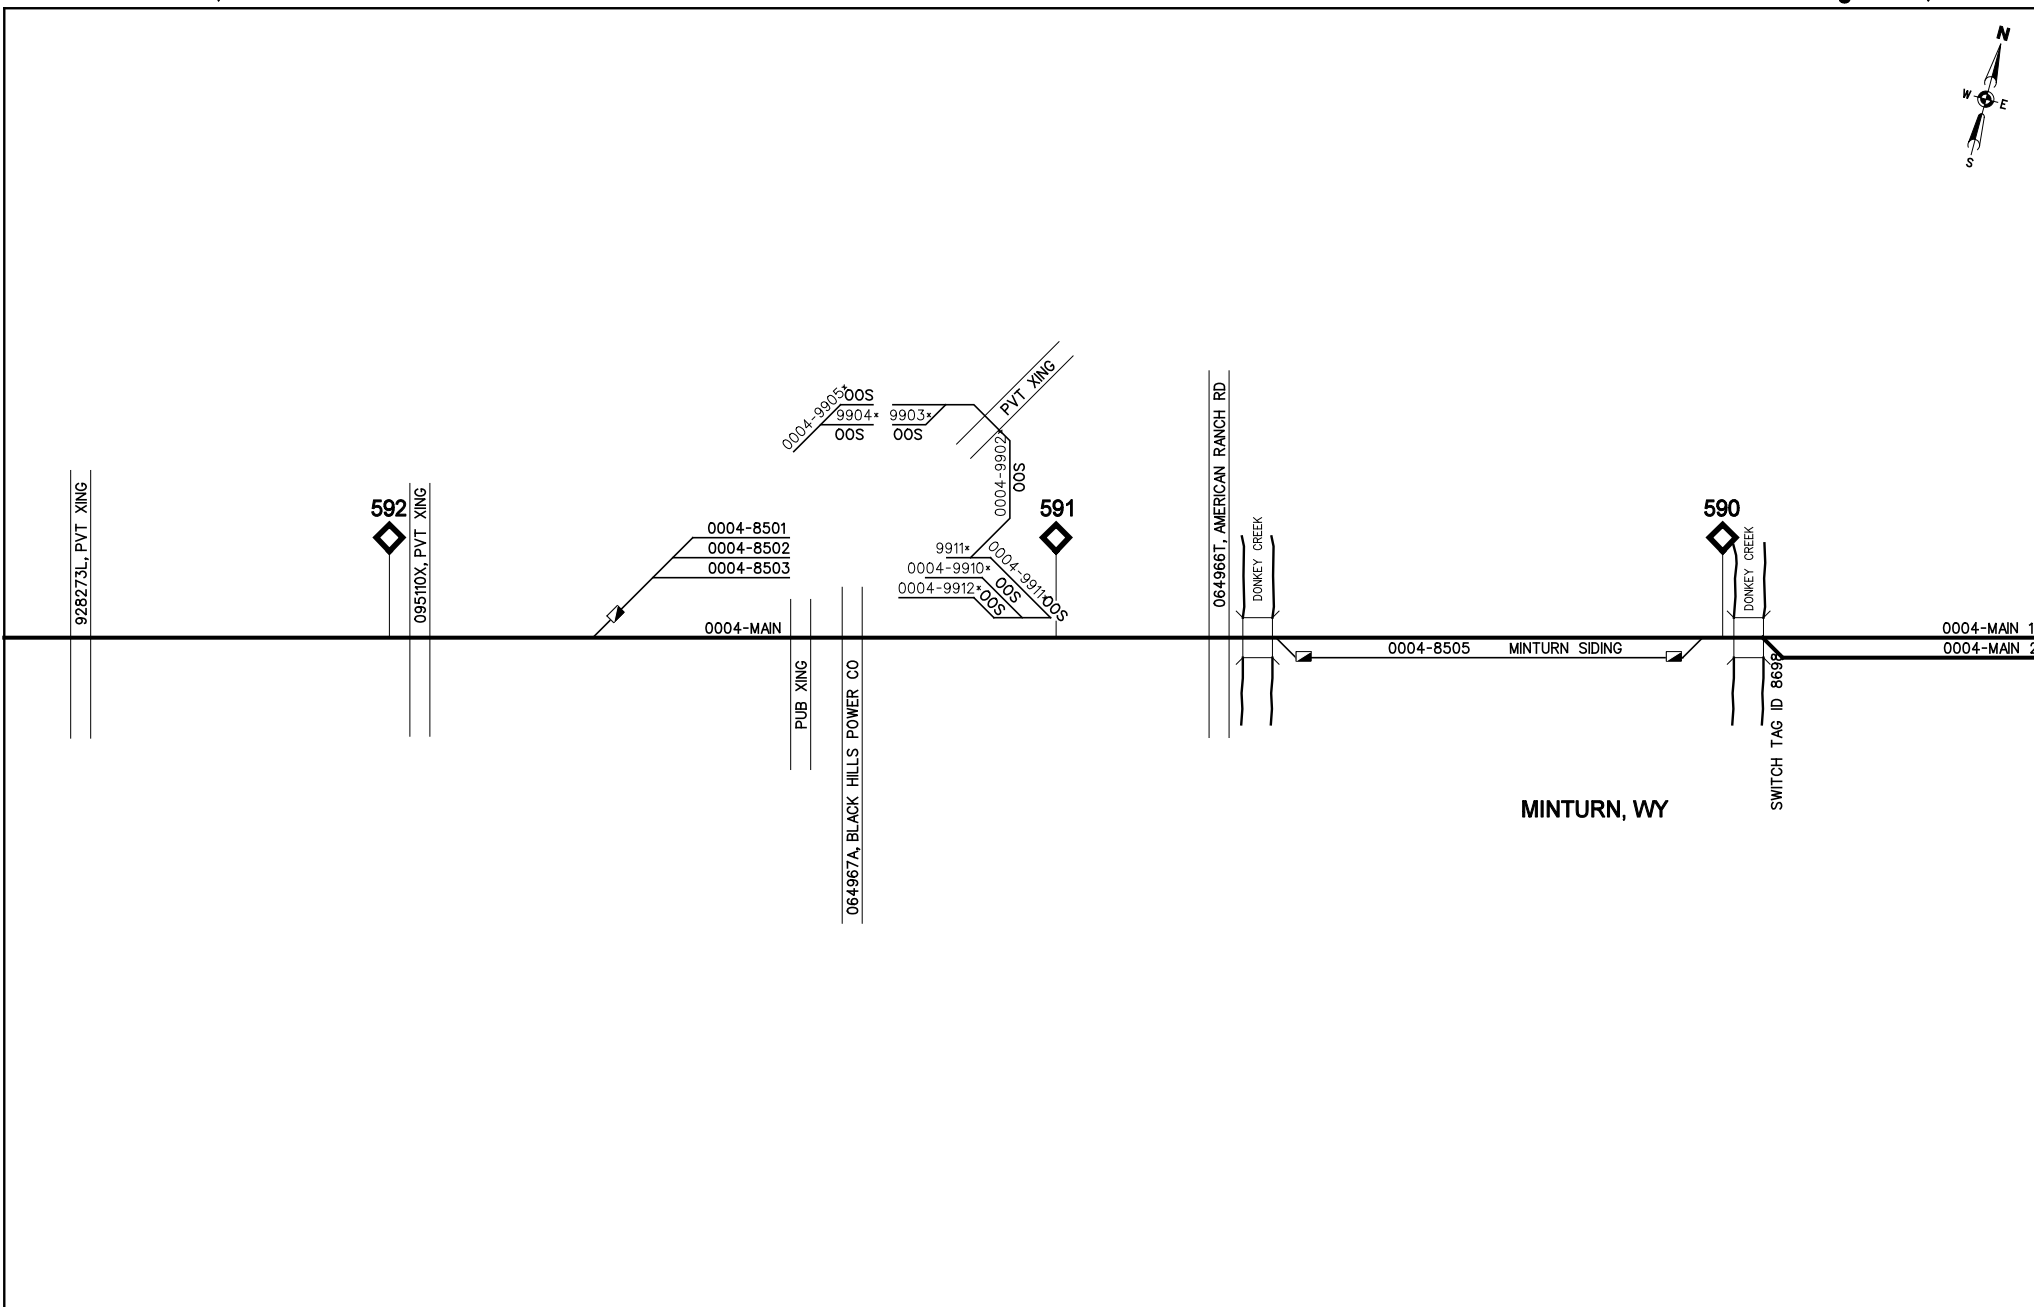 N
W
E
S
PVT XING
0004-9905*
OOS
9904*
9903*
OOS
OOS
0004-9902*
OOS
928273L, PVT XING
592
095110X, PVT XING
0004-8501
0004-8502
0004-8503
9911*
0004-9911*
OOS
0004-9910*
OOS
0004-9912*
OOS
591
064966T, AMERICAN RANCH RD
DONKEY CREEK
590
DONKEY CREEK
0004-MAIN
0004-MAIN 1
0004-8505
MINTURN SIDING
0004-MAIN 2
PUB XING
064967A, BLACK HILLS POWER CO
SWITCH TAG ID 8698
MINTURN, WY